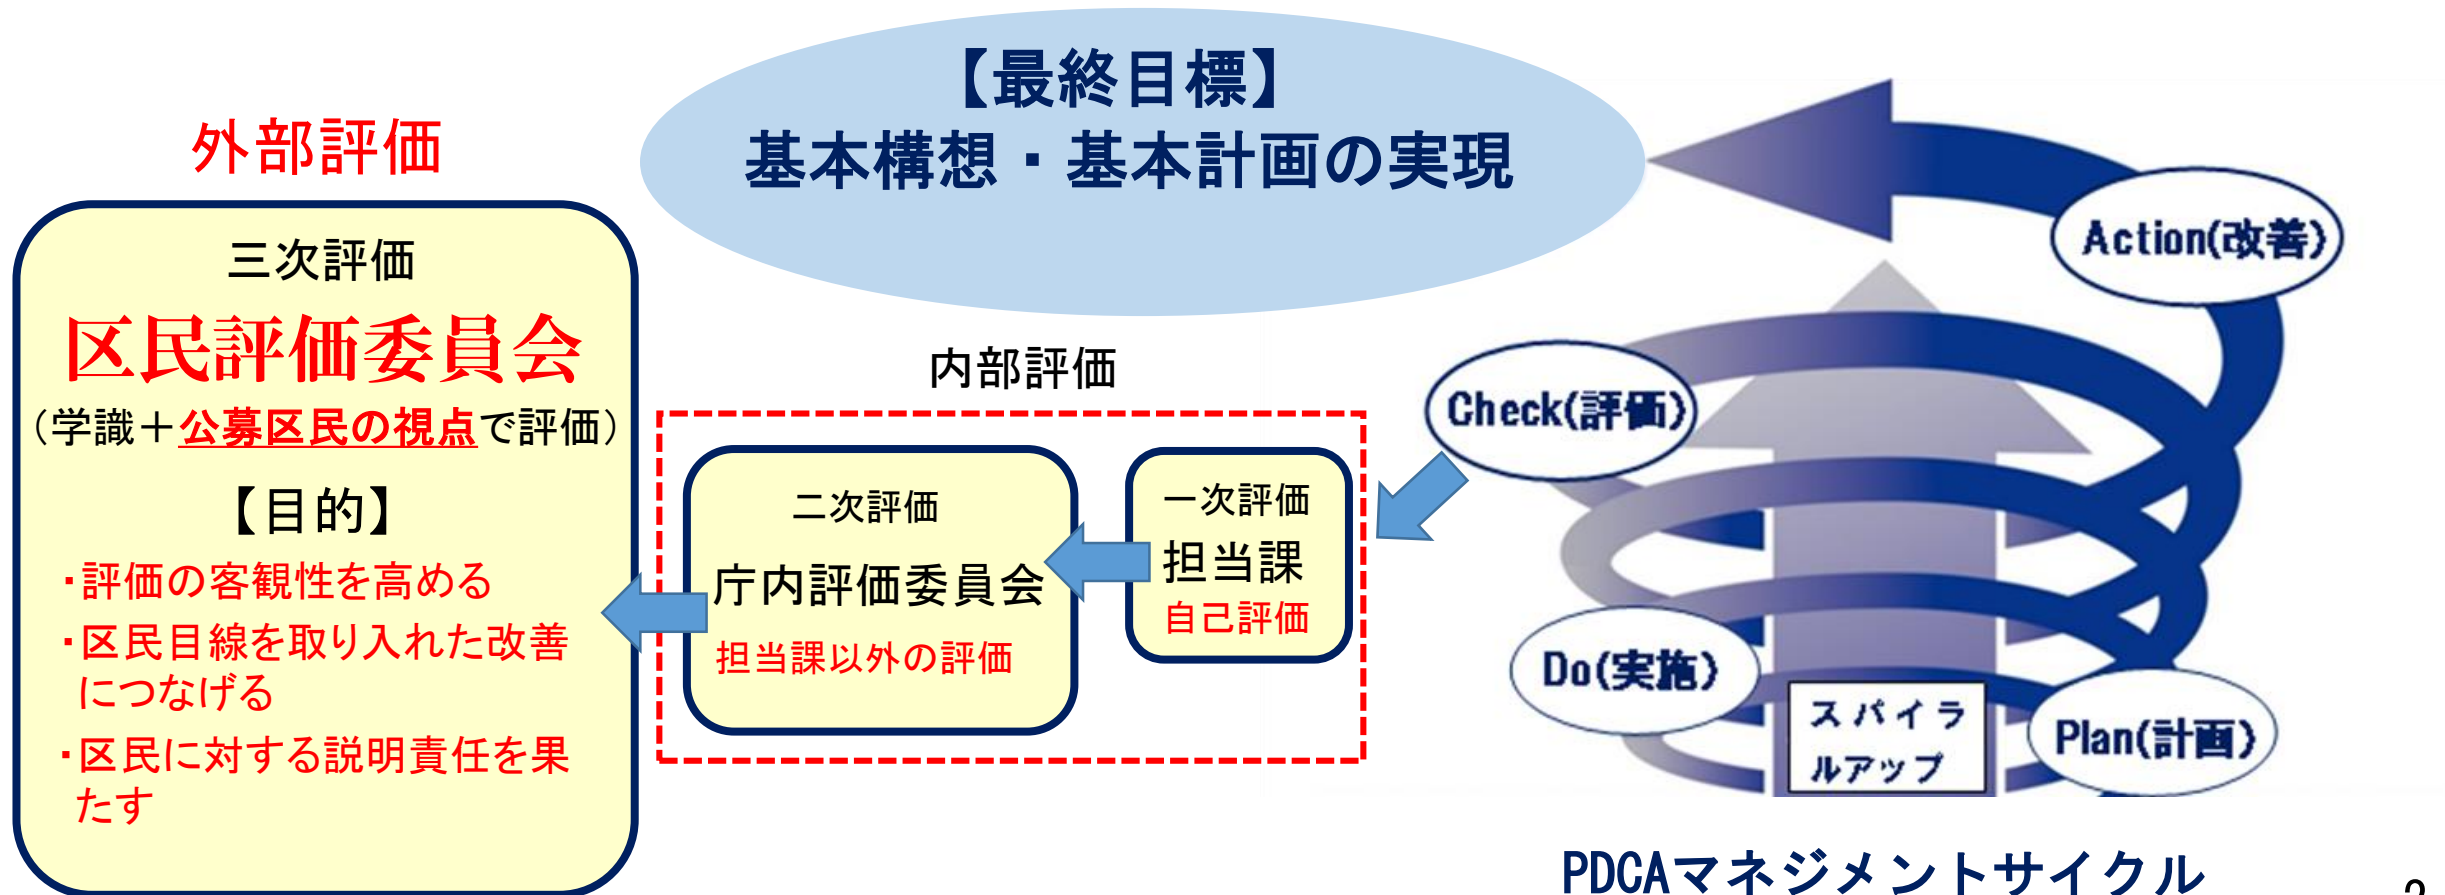 【最終目標】
基本構想・基本計画の実現
外部評価
三次評価
区民評価委員会
（学識＋公募区民の視点で評価）
【目的】
・評価の客観性を高める
・区民目線を取り入れた改善
につなげる
・区民に対する説明責任を果
たす
内部評価
二次評価
庁内評価委員会
担当課以外の評価
一次評価
担当課
自己評価
Action(改善)
Check(評価)
Do(実施)
Plan(計画)
スパイラ
ルアップ
PDCAマネジメントサイクル